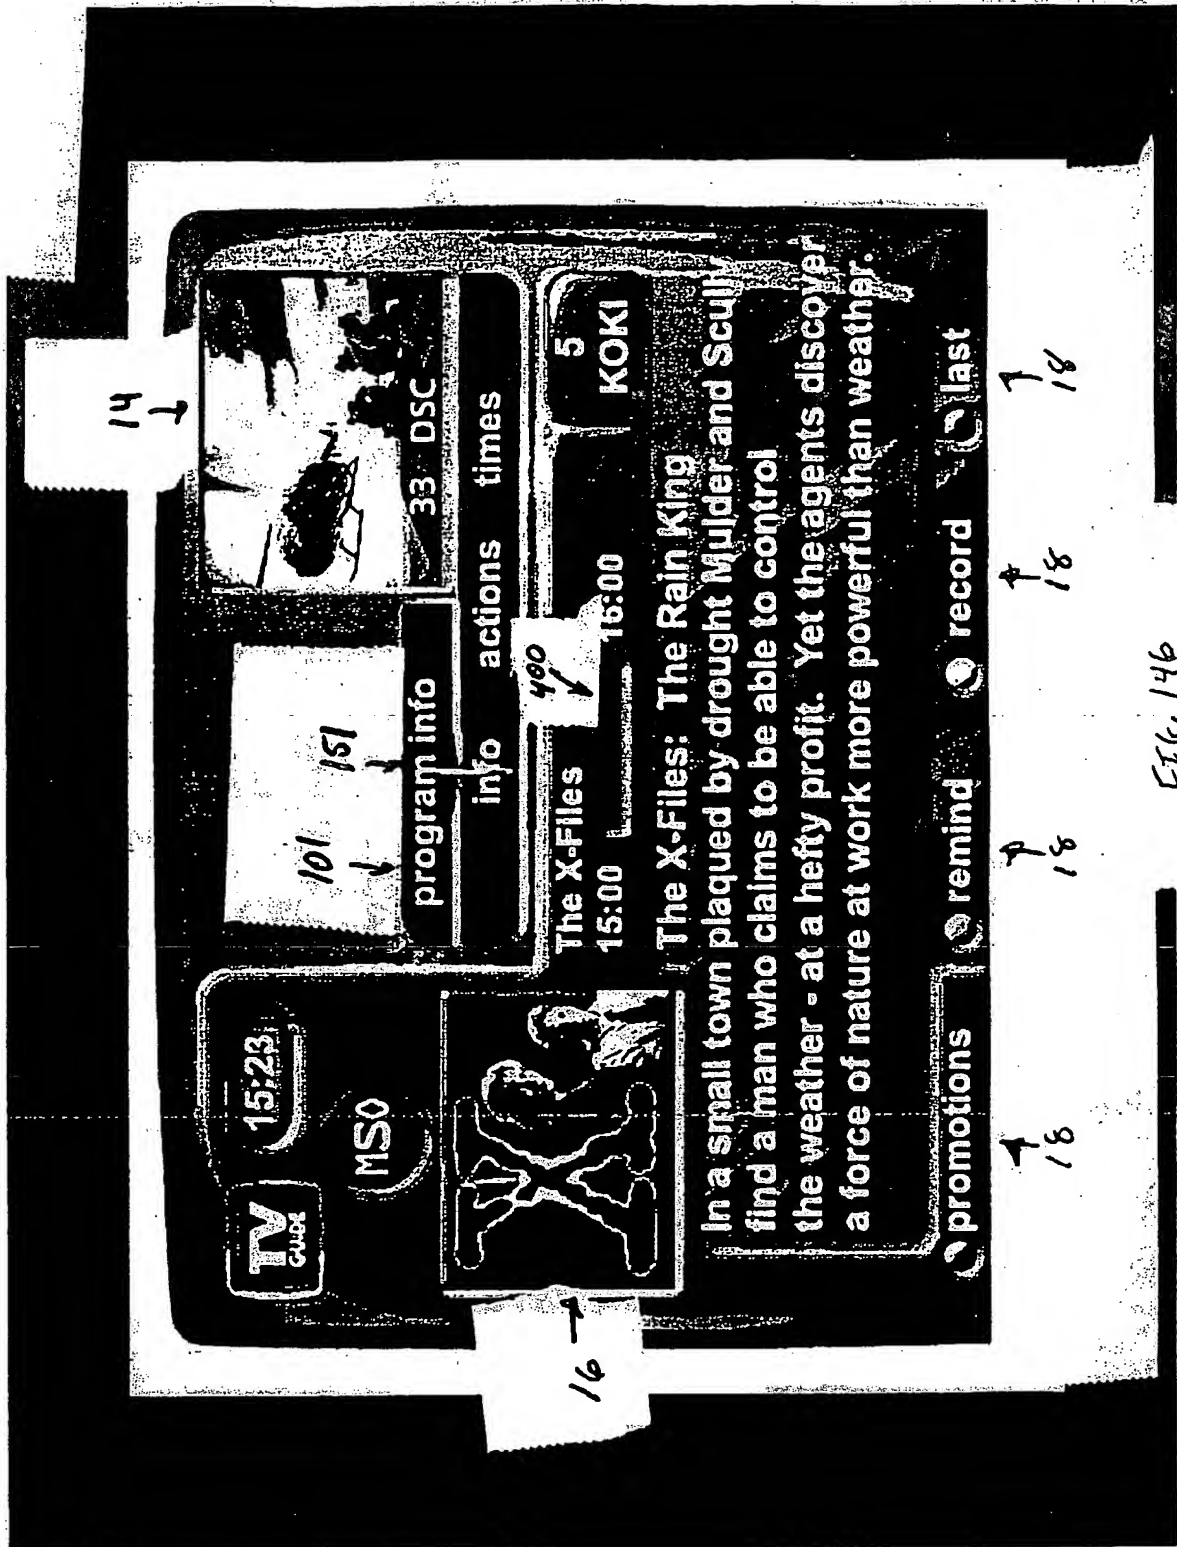 14
101
151
TV
GUIDE
15:23
MSO
program info
33 DSC
info actions times
16
400
The X-Files
15:00
16:00
5
KOKI
The X-Files: The Rain King
In a small town plaqued by drought Mulder and Scully
find a man who claims to be able to control
the weather - at a hefty profit. Yet the agents discover
a force of nature at work more powerful than weather.
promotions
remind
record
last
18
18
18
18
FIG. 146